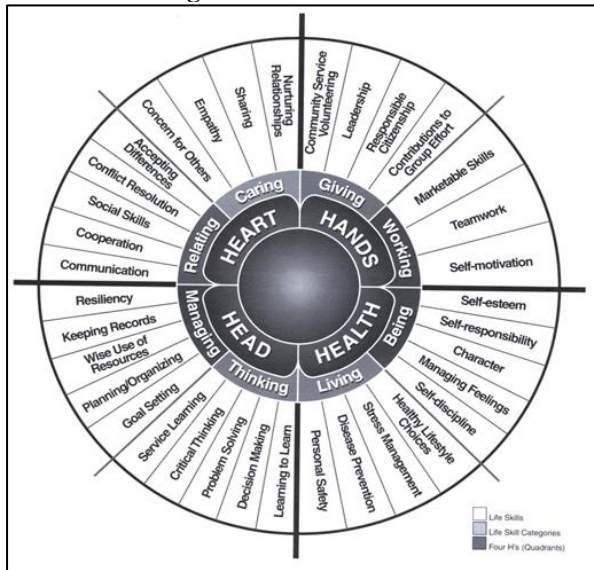 Nurturing
Relationships
Sharing
Empathy
Concern for Others
Accepting
Differences
Conflict Resolution
Social Skills
Cooperation
Communication
Community Service
Volunteering
Leadership
Responsible
Citizenship
Contributions to
Group Effort
Marketable Skills
Teamwork
Self-motivation
Caring
Giving
Relating
HEART
HANDS
Working
Managing
HEAD
HEALTH
Being
Thinking
Living
Resiliency
Keeping Records
Wise Use of
Resources
Planning/Organizing
Goal Setting
Service Learning
Critical Thinking
Problem Solving
Decision Making
Learning to Learn
Self-esteem
Self-responsibility
Character
Managing Feelings
Self-discipline
Healthy Lifestyle
Choices
Stress Management
Disease Prevention
Personal Safety
Life Skills
Life Skill Categories
Four H's (Quadrants)